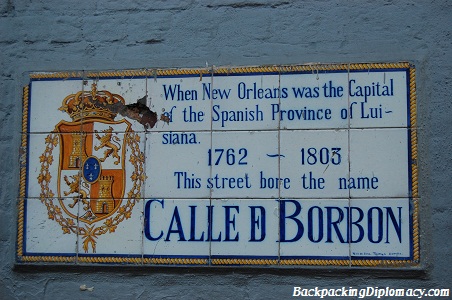 When New Orleans was the Capital
of the Spanish Province of Loui-
siana.
1762 ~ 1803
This street bore the name
CALLE D BORBON
BackpackingDiplomacy.com